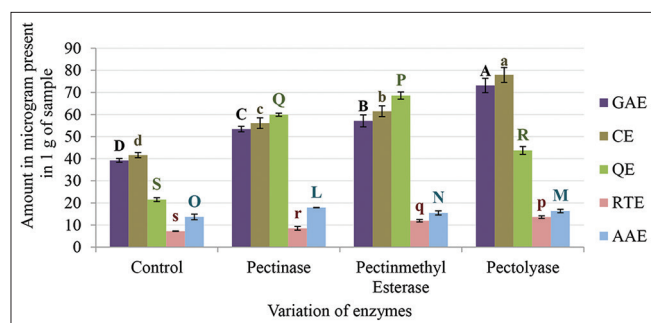 Amount in microgram present
in 1 g of sample
90
80
70
60
50
40
30
20
10
0
D
d
S
s
O
C
c
Q
r
L
B
b
P
q
N
A
a
R
p
M
Control
Pectinase
Pectinmethyl
Esterase
Pectolyase
Variation of enzymes
GAE
CE
QE
RTE
AAE